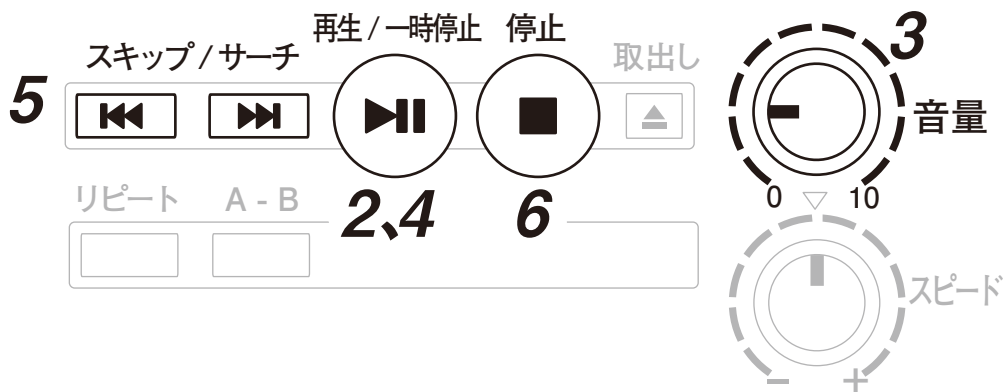 スキップ / サーチ
再生 / 一時停止
停止
取出し
3
5
音量
0
10
リピート
A - B
2、4
6
スピード
-
+